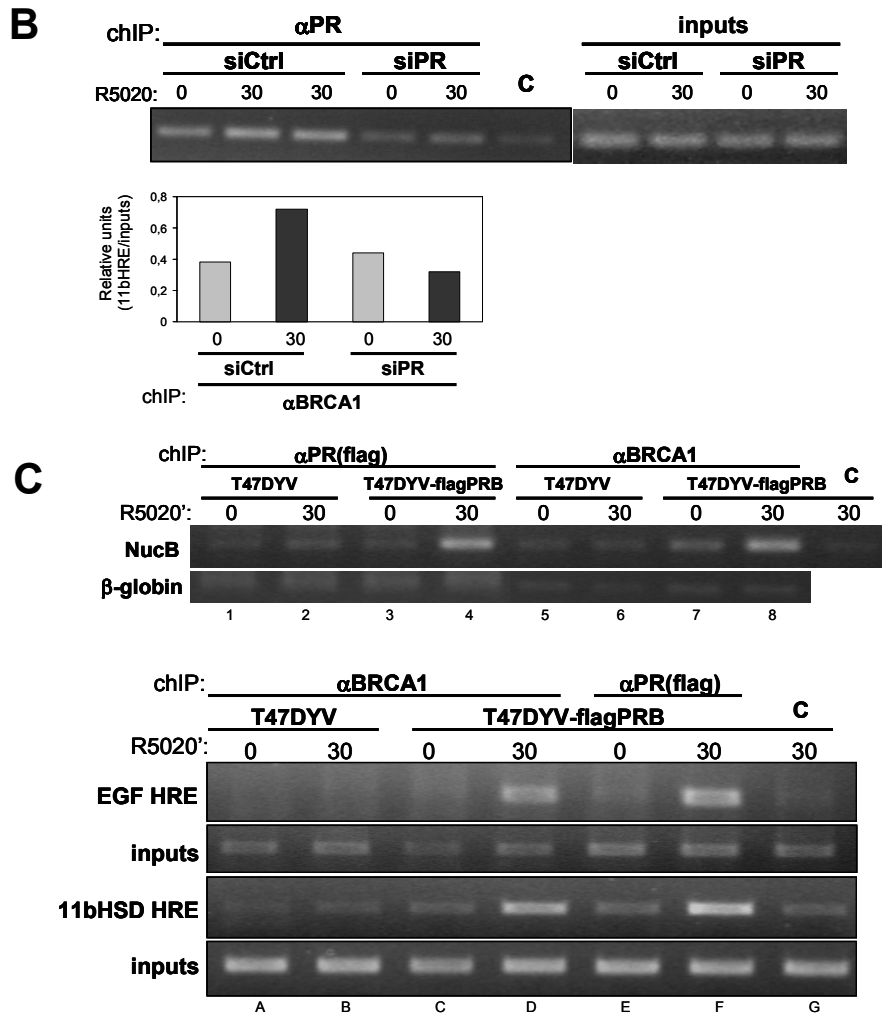 B
chIP: αPR inputs
siCtrl siPR C siCtrl siPR
R5020: 0 30 30 0 30 0 30 0 30
Relative units
(11bHRE/inputs)
0,8
0,6
0,4
0,2
0
0 30 0 30
siCtrl siPR
chIP: αBRCA1
C
chIP: αPR(flag) αBRCA1
T47DYV T47DYV-flagPRB T47DYV T47DYV-flagPRB C
R5020': 0 30 0 30 0 30 0 30 30
NucB
β-globin
1 2 3 4 5 6 7 8
chIP: αBRCA1 αPR(flag)
T47DYV T47DYV-flagPRB C
R5020': 0 30 0 30 0 30 30
EGF HRE
inputs
11bHSD HRE
inputs
A B C D E F G